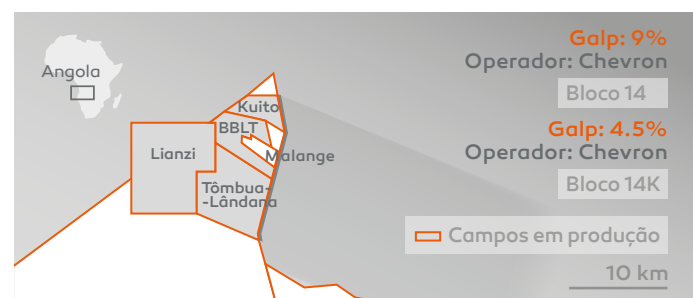 Angola
Kuito
BBLT
Lianzi
Malange
Tômbua-
-Lândana
Galp: 9%
Operador: Chevron
Bloco 14
Galp: 4.5%
Operador: Chevron
Bloco 14K
Campos em produção
10 km